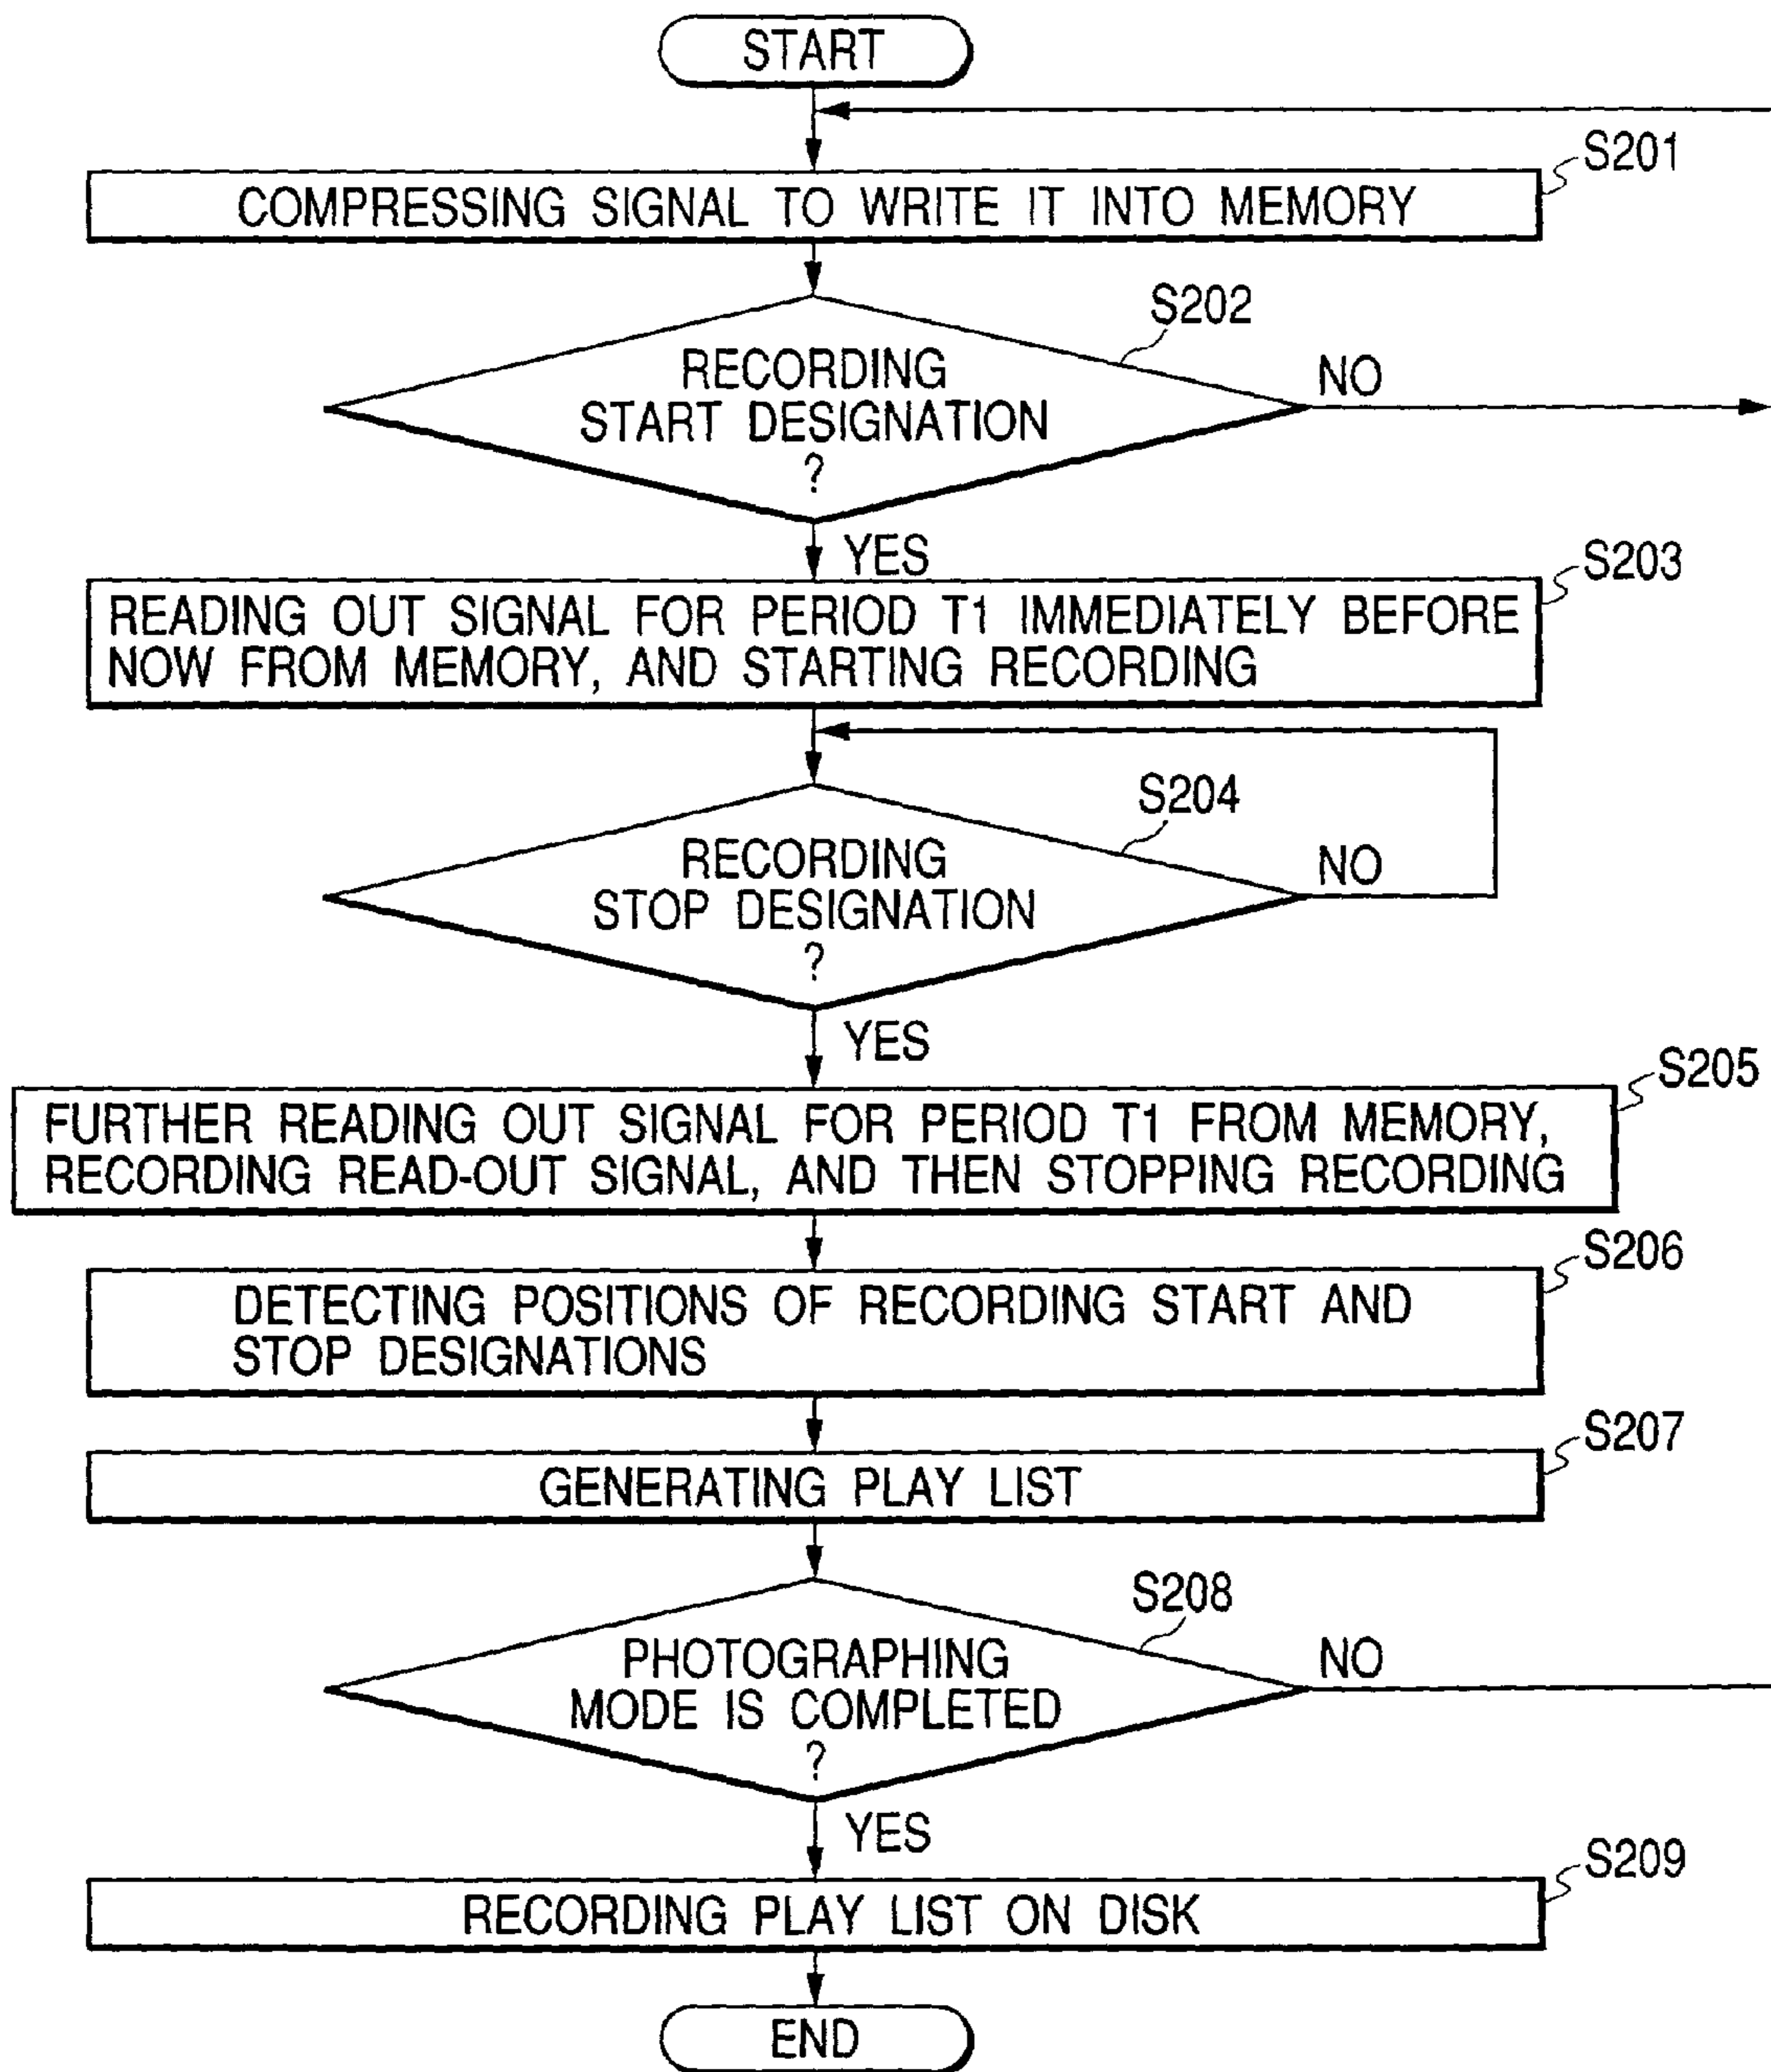 START
S201
COMPRESSING SIGNAL TO WRITE IT INTO MEMORY
S202
RECORDING
START DESIGNATION
?
NO
YES
S203
READING OUT SIGNAL FOR PERIOD T1 IMMEDIATELY BEFORE
NOW FROM MEMORY, AND STARTING RECORDING
S204
RECORDING
STOP DESIGNATION
?
NO
YES
S205
FURTHER READING OUT SIGNAL FOR PERIOD T1 FROM MEMORY,
RECORDING READ-OUT SIGNAL, AND THEN STOPPING RECORDING
S206
DETECTING POSITIONS OF RECORDING START AND
STOP DESIGNATIONS
S207
GENERATING PLAY LIST
S208
PHOTOGRAPHING
MODE IS COMPLETED
?
NO
YES
S209
RECORDING PLAY LIST ON DISK
END